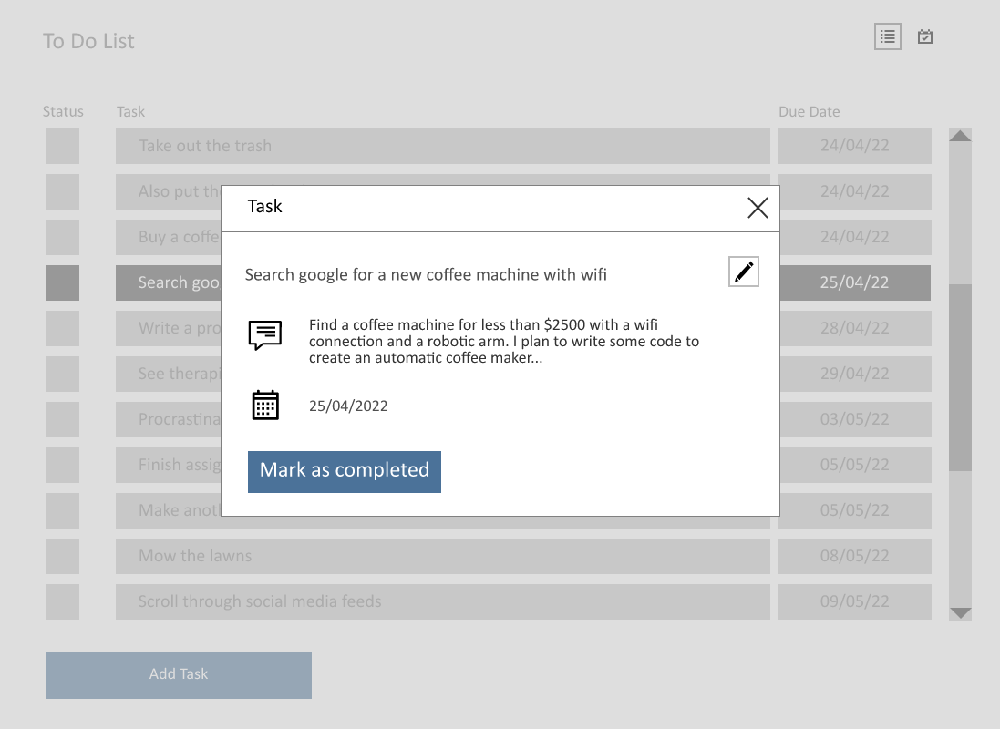 To Do List
Status Task Due Date
Take out the trash 24/04/22
Also put the 24/04/22
Buy a coffe 24/04/22
Search goo 25/04/22
Write a pro 28/04/22
See therapi 29/04/22
Procrastina 03/05/22
Finish assig 05/05/22
Make anoth 05/05/22
Mow the lawns 08/05/22
Scroll through social media feeds 09/05/22
Add Task
Task
Search google for a new coffee machine with wifi
Find a coffee machine for less than $2500 with a wifi
connection and a robotic arm. I plan to write some code to
create an automatic coffee maker...
25/04/2022
Mark as completed